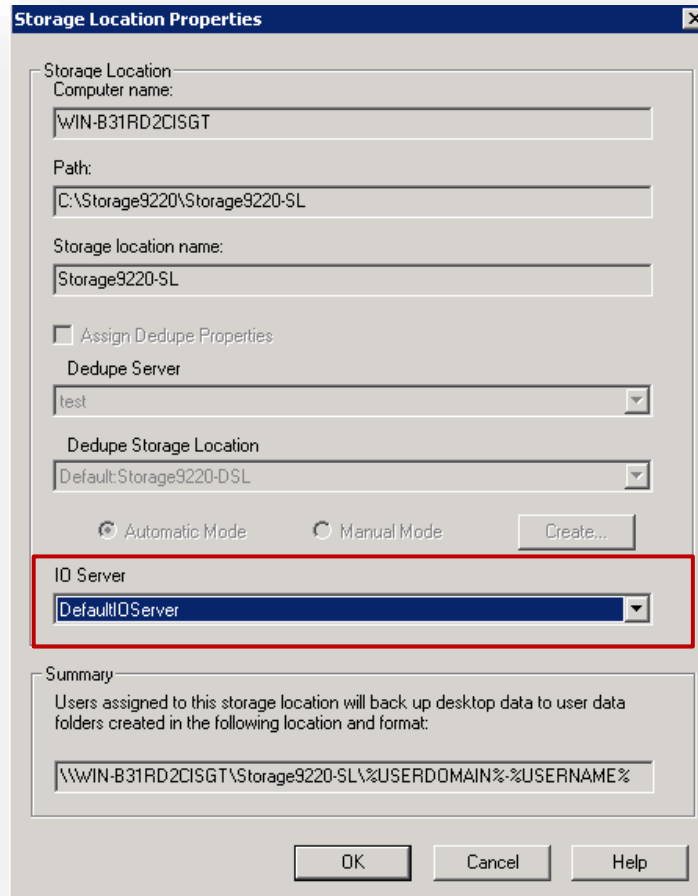 Storage Location Properties
Storage Location
Computer name:
WIN-B31RD2CISGT
Path:
C:\Storage9220\Storage9220-SL
Storage location name:
Storage9220-SL
Assign Dedupe Properties
Dedupe Server
test
Dedupe Storage Location
Default:Storage9220-DSL
Automatic Mode
Manual Mode
Create...
IO Server
DefaultIOServer
Summary
Users assigned to this storage location will back up desktop data to user data
folders created in the following location and format:
\\WIN-B31RD2CISGT\Storage9220-SL\%USERDOMAIN%-%USERNAME%
OK
Cancel
Help